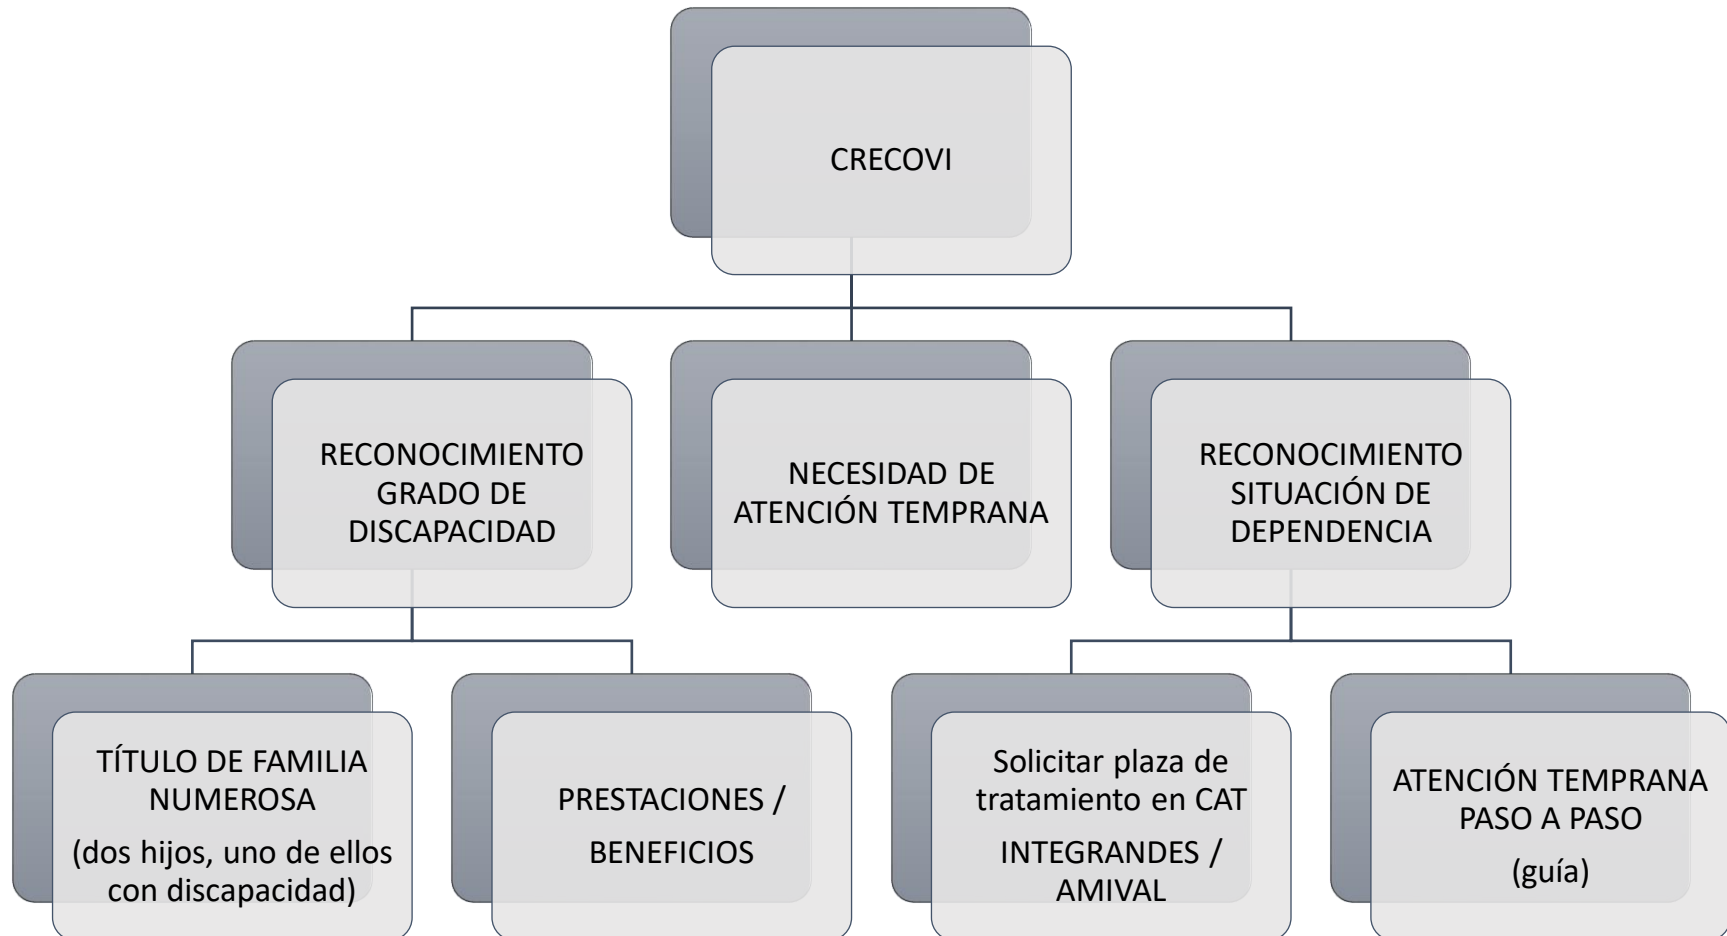 CRECOVI
RECONOCIMIENTO
GRADO DE
DISCAPACIDAD
NECESIDAD DE
ATENCIÓN TEMPRANA
RECONOCIMIENTO
SITUACIÓN DE
DEPENDENCIA
TÍTULO DE FAMILIA
NUMEROSA
(dos hijos, uno de ellos
con discapacidad)
PRESTACIONES /
BENEFICIOS
Solicitar plaza de
tratamiento en CAT
INTEGRANDES /
AMIVAL
ATENCIÓN TEMPRANA
PASO A PASO
(guía)